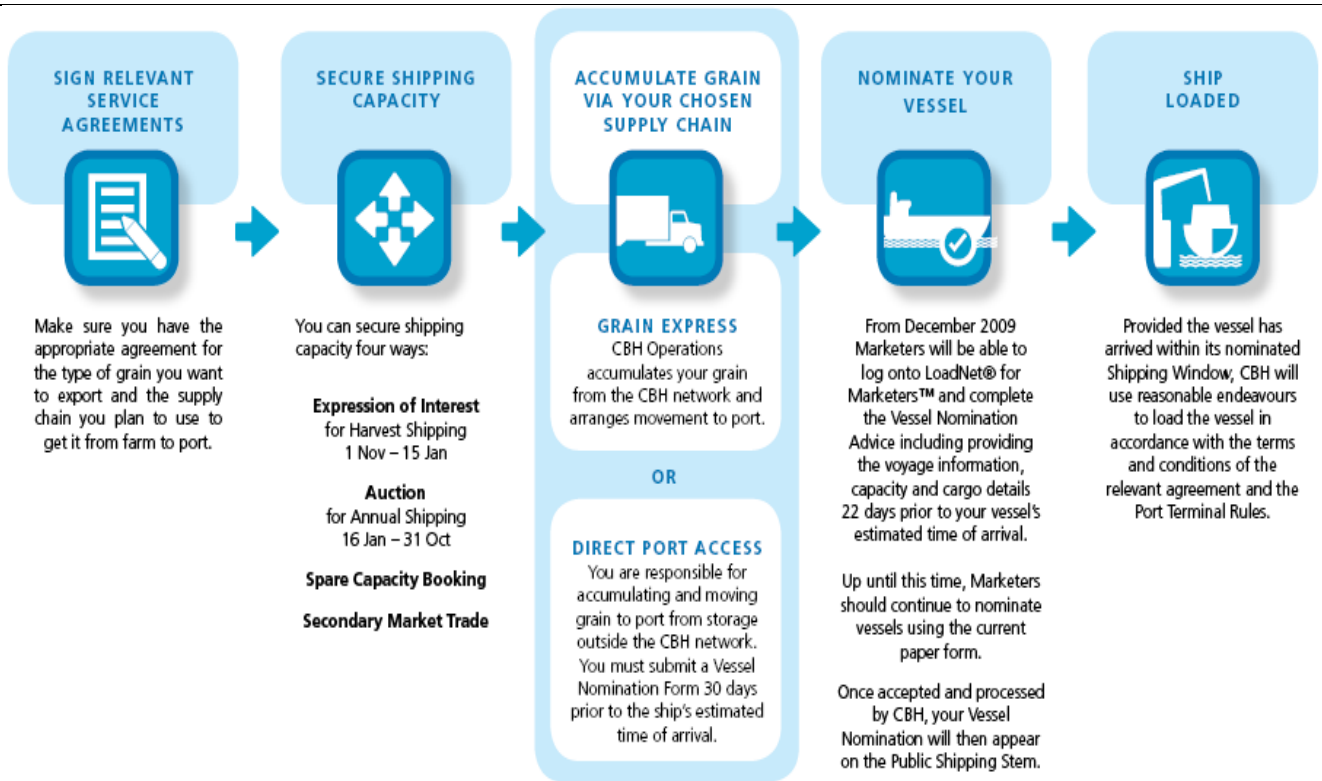 SIGN RELEVANT
SERVICE
AGREEMENTS
Make sure you have the
appropriate agreement for
the type of grain you want
to export and the supply
chain you plan to use to
get it from farm to port.
SECURE SHIPPING
CAPACITY
You can secure shipping
capacity four ways:
Expression of Interest
for Harvest Shipping
1 Nov – 15 Jan
Auction
for Annual Shipping
16 Jan – 31 Oct
Spare Capacity Booking
Secondary Market Trade
ACCUMULATE GRAIN
VIA YOUR CHOSEN
SUPPLY CHAIN
GRAIN EXPRESS
CBH Operations
accumulates your grain
from the CBH network and
arranges movement to port.
OR
DIRECT PORT ACCESS
You are responsible for
accumulating and moving
grain to port from storage
outside the CBH network.
You must submit a Vessel
Nomination Form 30 days
prior to the ship's estimated
time of arrival.
NOMINATE YOUR
VESSEL
From December 2009
Marketers will be able to
log onto LoadNet® for
Marketers™ and complete
the Vessel Nomination
Advice including providing
the voyage information,
capacity and cargo details
22 days prior to your vessel's
estimated time of arrival.
Up until this time, Marketers
should continue to nominate
vessels using the current
paper form.
Once accepted and processed
by CBH, your Vessel
Nomination will then appear
on the Public Shipping Stem.
SHIP
LOADED
Provided the vessel has
arrived within its nominated
Shipping Window, CBH will
use reasonable endeavours
to load the vessel in
accordance with the terms
and conditions of the
relevant agreement and the
Port Terminal Rules.